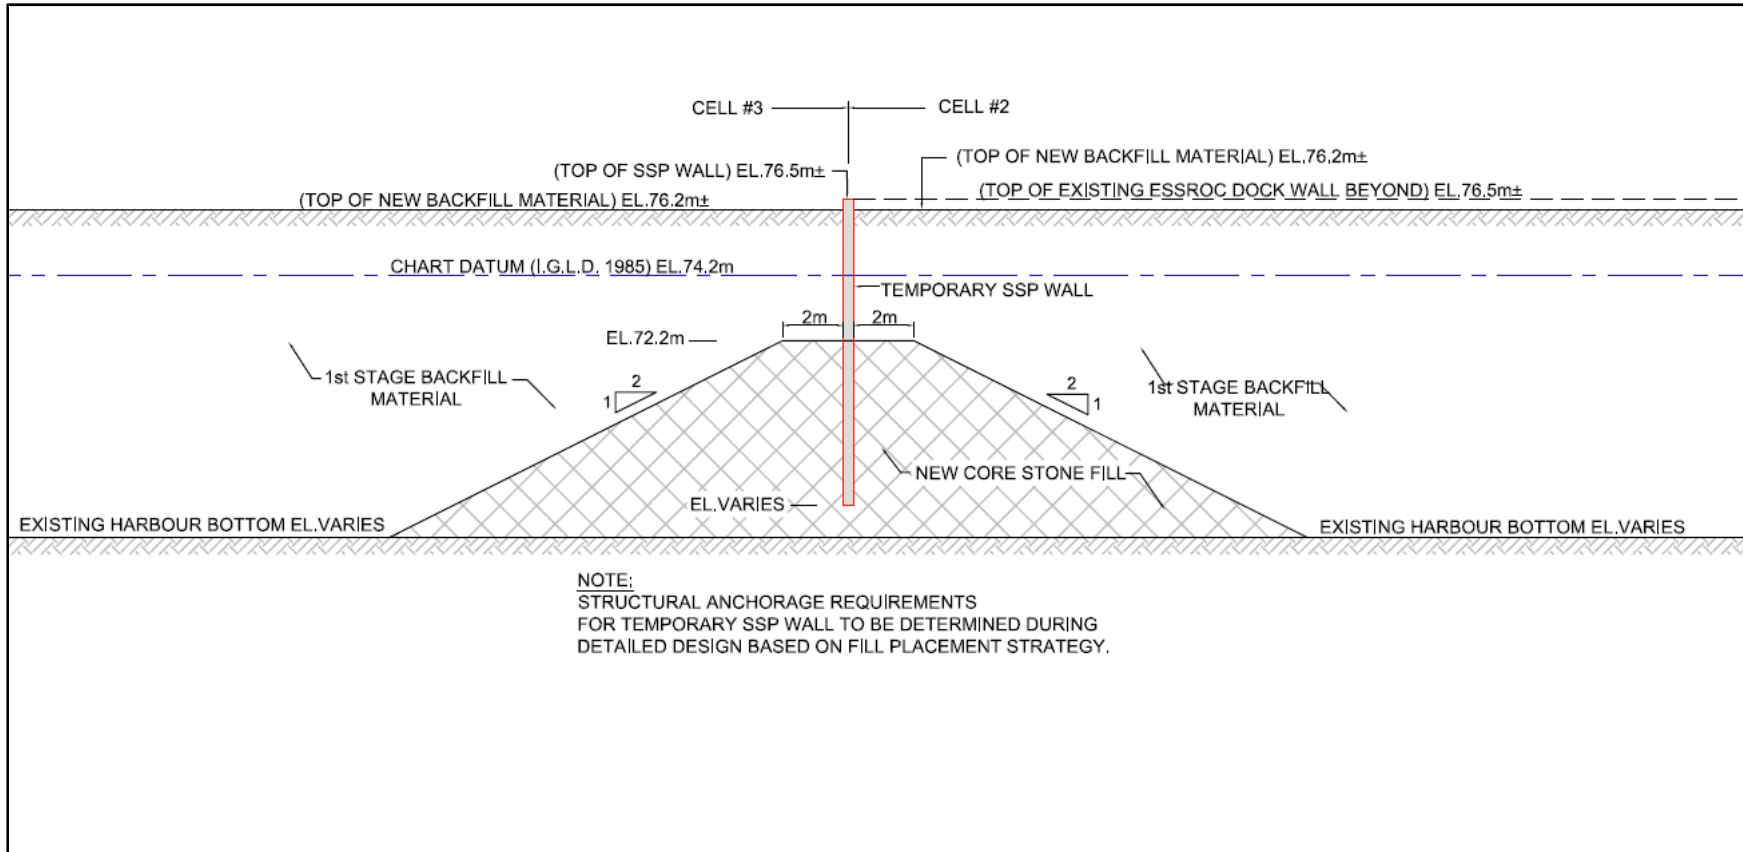 CELL #3
CELL #2
(TOP OF SSP WALL) EL.76.5m±
(TOP OF NEW BACKFILL MATERIAL) EL.76.2m±
(TOP OF NEW BACKFILL MATERIAL) EL.76.2m±
(TOP OF EXISTING ESSROC DOCK WALL BEYOND) EL.76.5m±
CHART DATUM (I.G.L.D. 1985) EL.74.2m
TEMPORARY SSP WALL
2m
2m
EL.72.2m
1st STAGE BACKFILL
MATERIAL
2
1
2
1
1st STAGE BACKFILL
MATERIAL
NEW CORE STONE FILL
EL.VARIES
EXISTING HARBOUR BOTTOM EL.VARIES
EXISTING HARBOUR BOTTOM EL.VARIES
NOTE:
STRUCTURAL ANCHORAGE REQUIREMENTS
FOR TEMPORARY SSP WALL TO BE DETERMINED DURING
DETAILED DESIGN BASED ON FILL PLACEMENT STRATEGY.